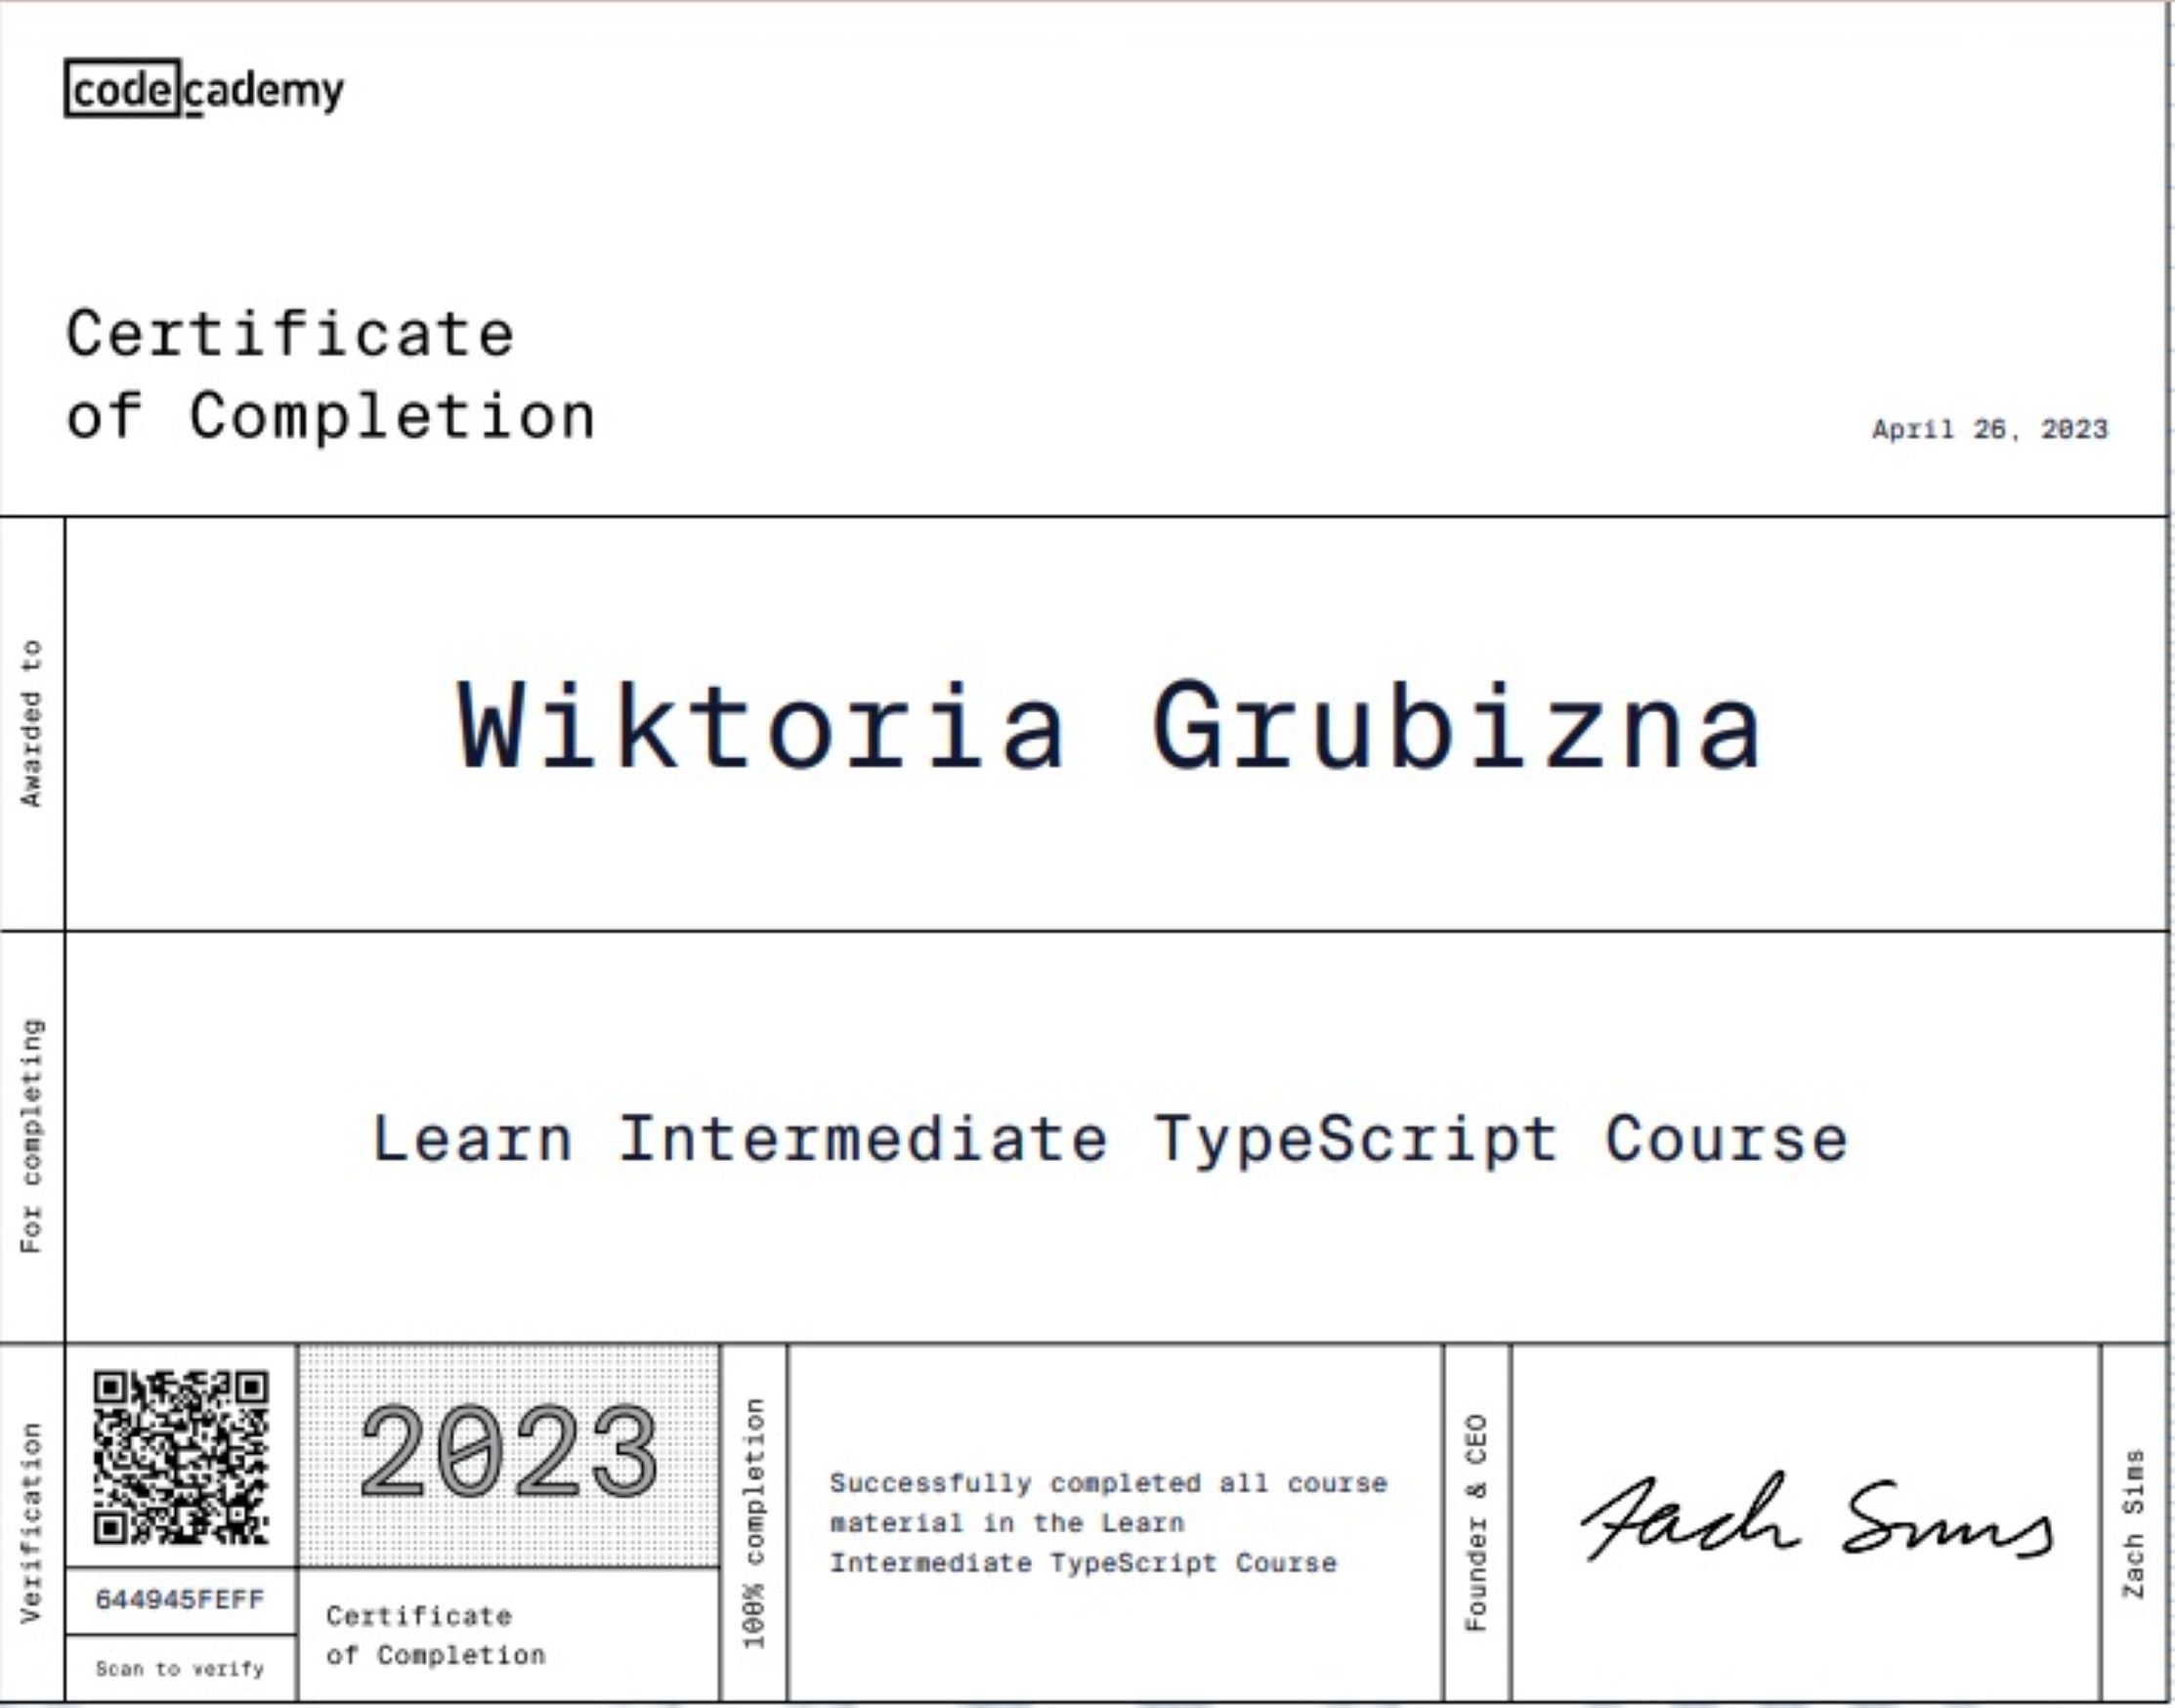 codecademy
Certificate
of Completion
April 26, 2023
Awarded to
Wiktoria Grubizna
For completing
Learn Intermediate TypeScript Course
Verification
644945FEFF
Scan to verify
2023
Certificate
of Completion
100% completion
Successfully completed all course
material in the Learn
Intermediate TypeScript Course
Founder & CEO
Zach Sims
Zach Sims